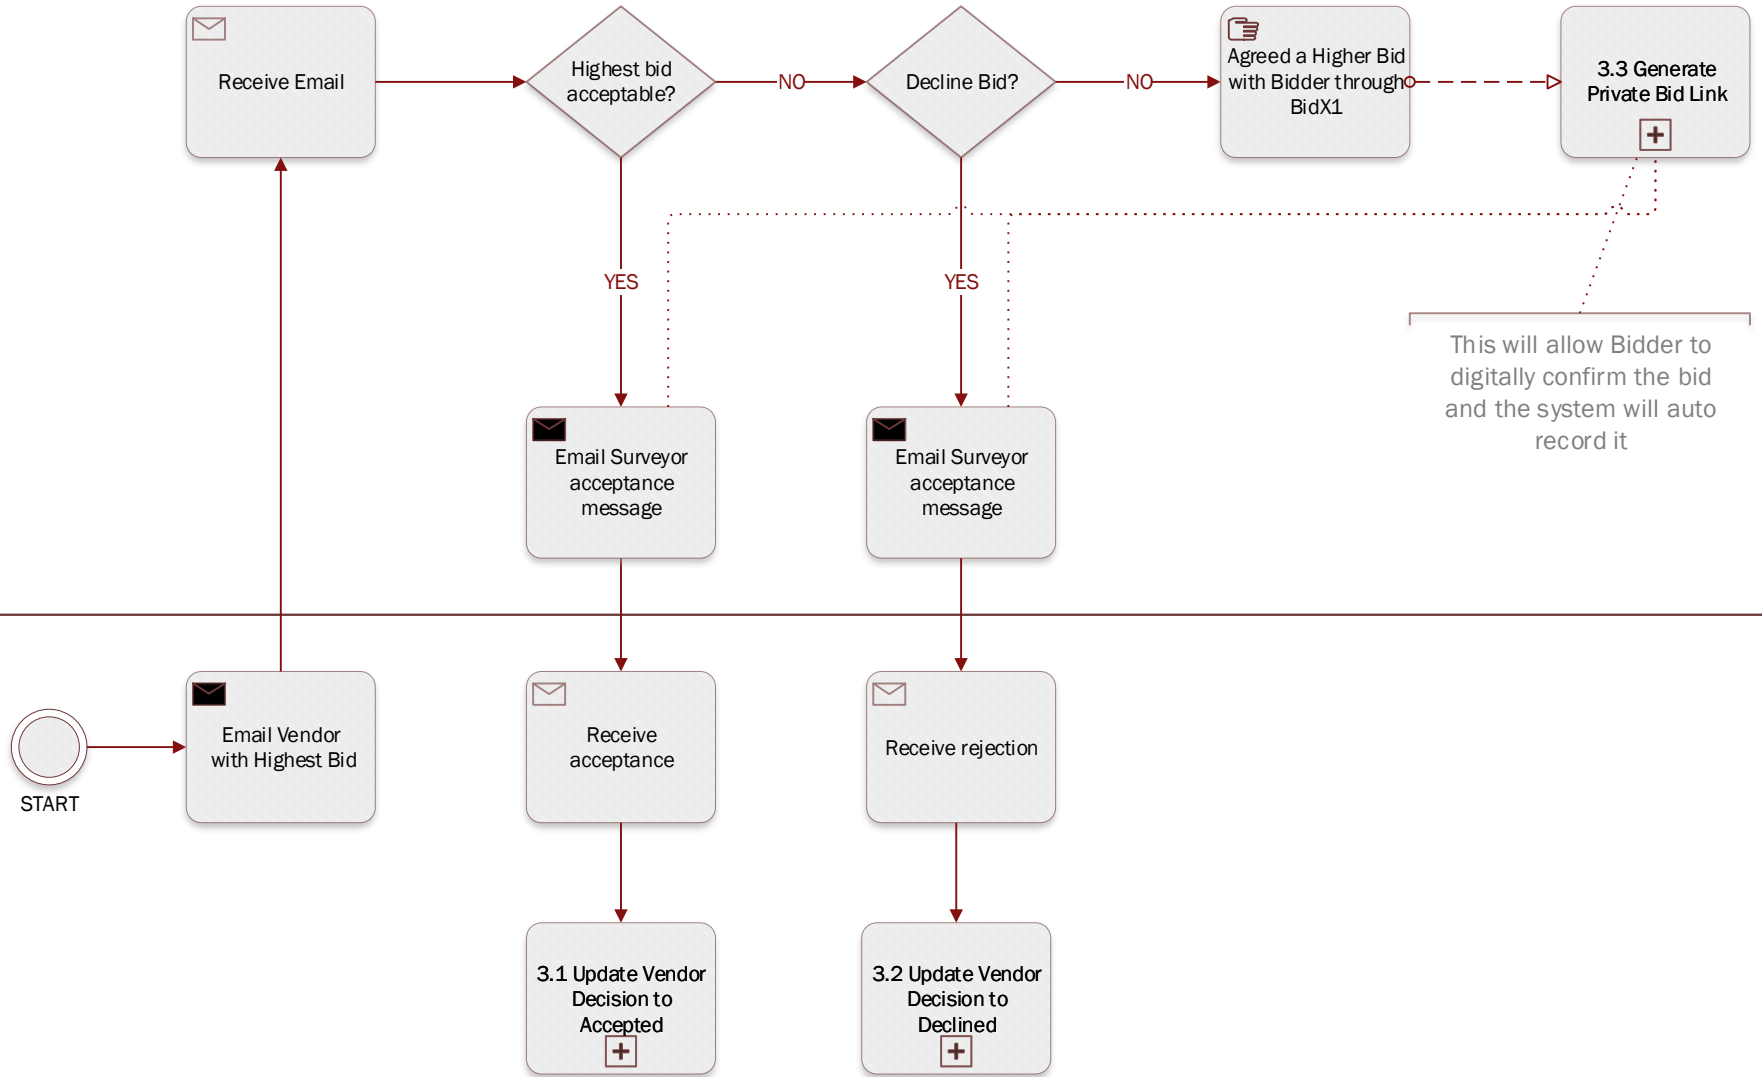 Receive Email
Highest bid
acceptable?
NO
Decline Bid?
NO
Agreed a Higher Bid
with Bidder through
BidX1
3.3 Generate
Private Bid Link
YES
YES
This will allow Bidder to
digitally confirm the bid
and the system will auto
record it
Email Surveyor
acceptance
message
Email Surveyor
acceptance
message
START
Email Vendor
with Highest Bid
Receive
acceptance
Receive rejection
3.1 Update Vendor
Decision to
Accepted
3.2 Update Vendor
Decision to
Declined